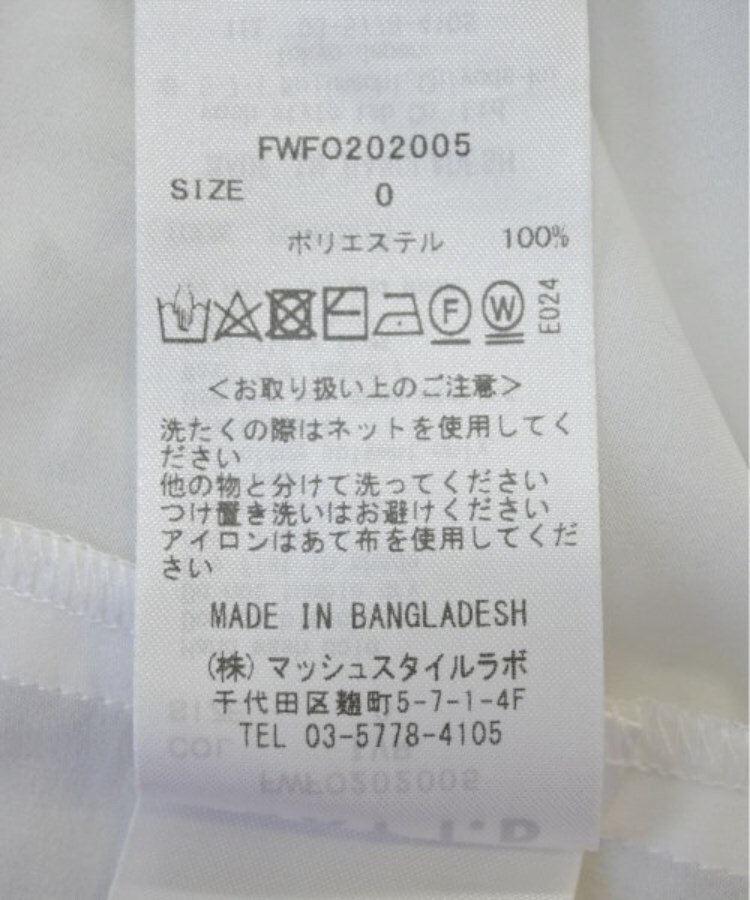 FWFO202005
SIZE 0
ポリエステル 100%
F W E024
<お取り扱い上のご注意>
洗たくの際はネットを使用してく
ださい
他の物と分けて洗ってください
つけ置き洗いはお避けください
アイロンはあて布を使用してくだ
さい
MADE IN BANGLADESH
(株)マッシュスタイルラボ
千代田区麹町5-7-1-4F
TEL 03-5778-4105